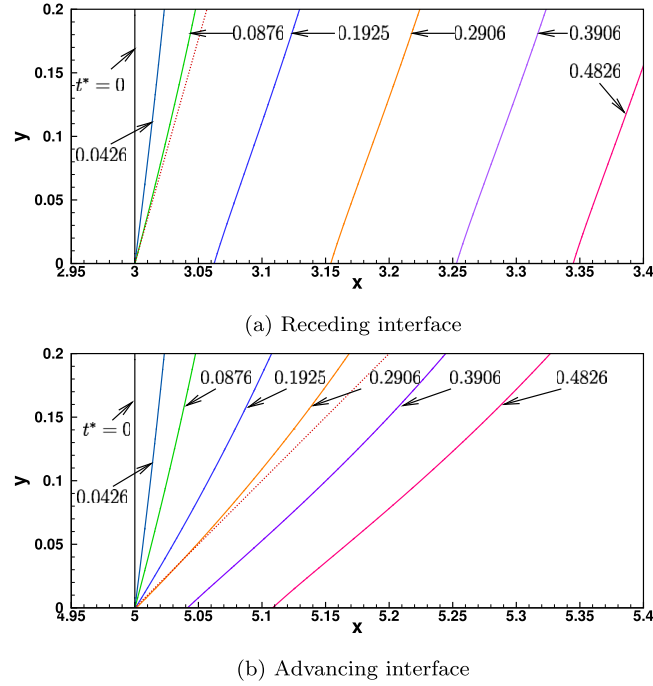 0.2
0.15
0.1
0.05
0
y
t* = 0
0.0426
0.0876
0.1925
0.2906
0.3906
0.4826
2.95 3 3.05 3.1 3.15 3.2 3.25 3.3 3.35 3.4
x
(a) Receding interface
0.2
0.15
0.1
0.05
0
y
t* = 0
0.0426
0.0876
0.1925
0.2906
0.3906
0.4826
4.95 5 5.05 5.1 5.15 5.2 5.25 5.3 5.35 5.4
x
(b) Advancing interface